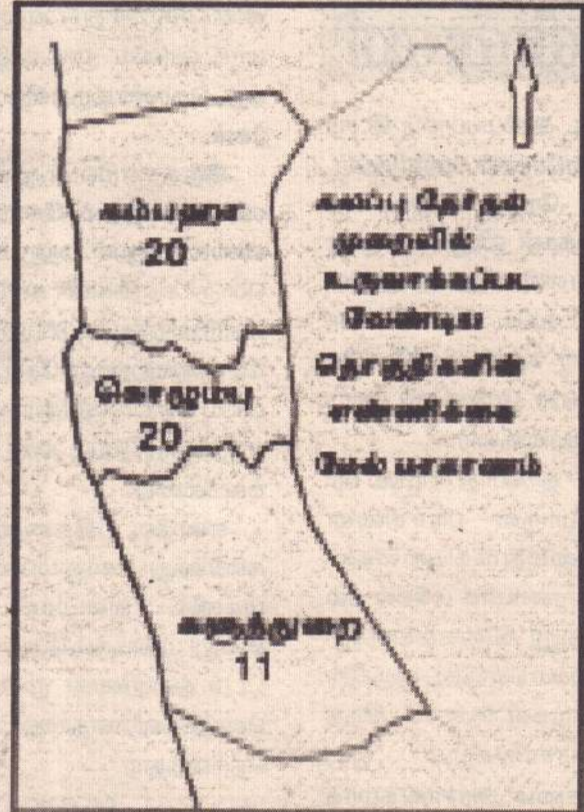 கம்பஹா
20
கொழும்பு
20
களுத்துறை
11
கலப்பு தேர்தல்
முறையில்
உருவாக்கப்பட
வேண்டிய
தொகுதிகளின்
எண்ணிக்கை
மேல் மாகாணம்